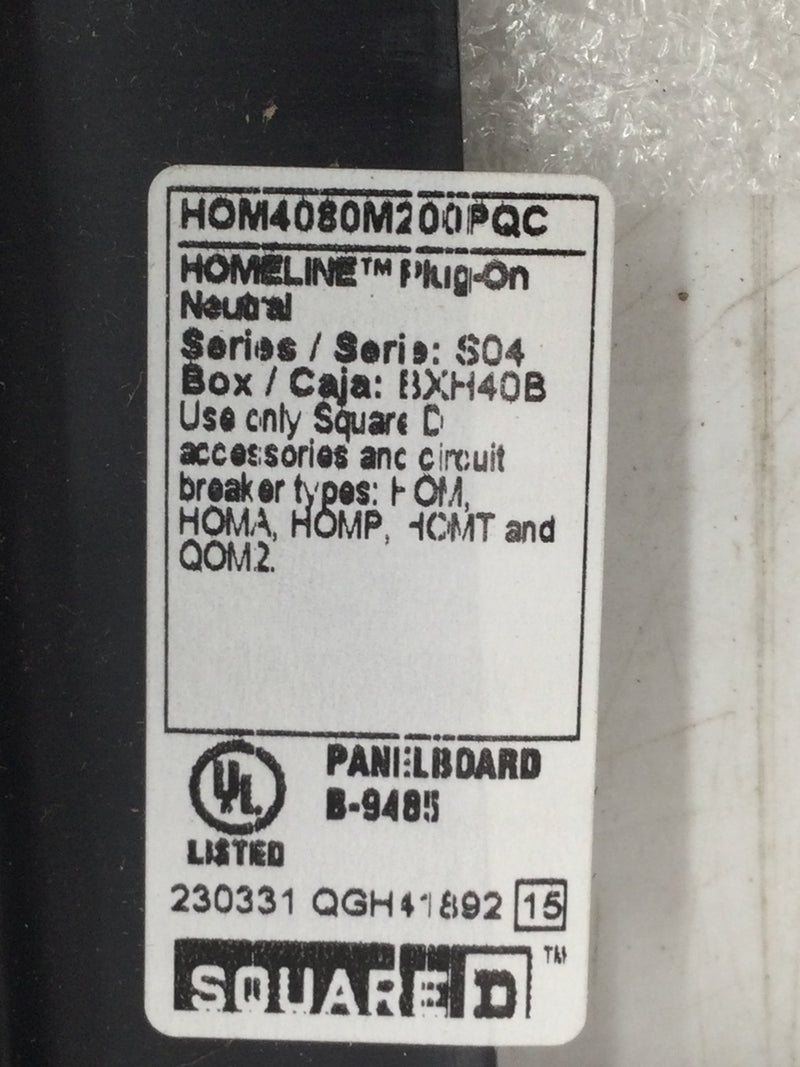 HOM4080M200PQC
HOMELINE™ Plug-On
Neutral
Series / Serie: S04
Box / Caja: BXH40B
Use only Square D
accessories and circuit
breaker types: HOM,
HOMA, HOMP, HOMT and
QOM2.
UL
LISTED
PANELBOARD
B-9485
230331 QGH41892 15
SQUARE D™